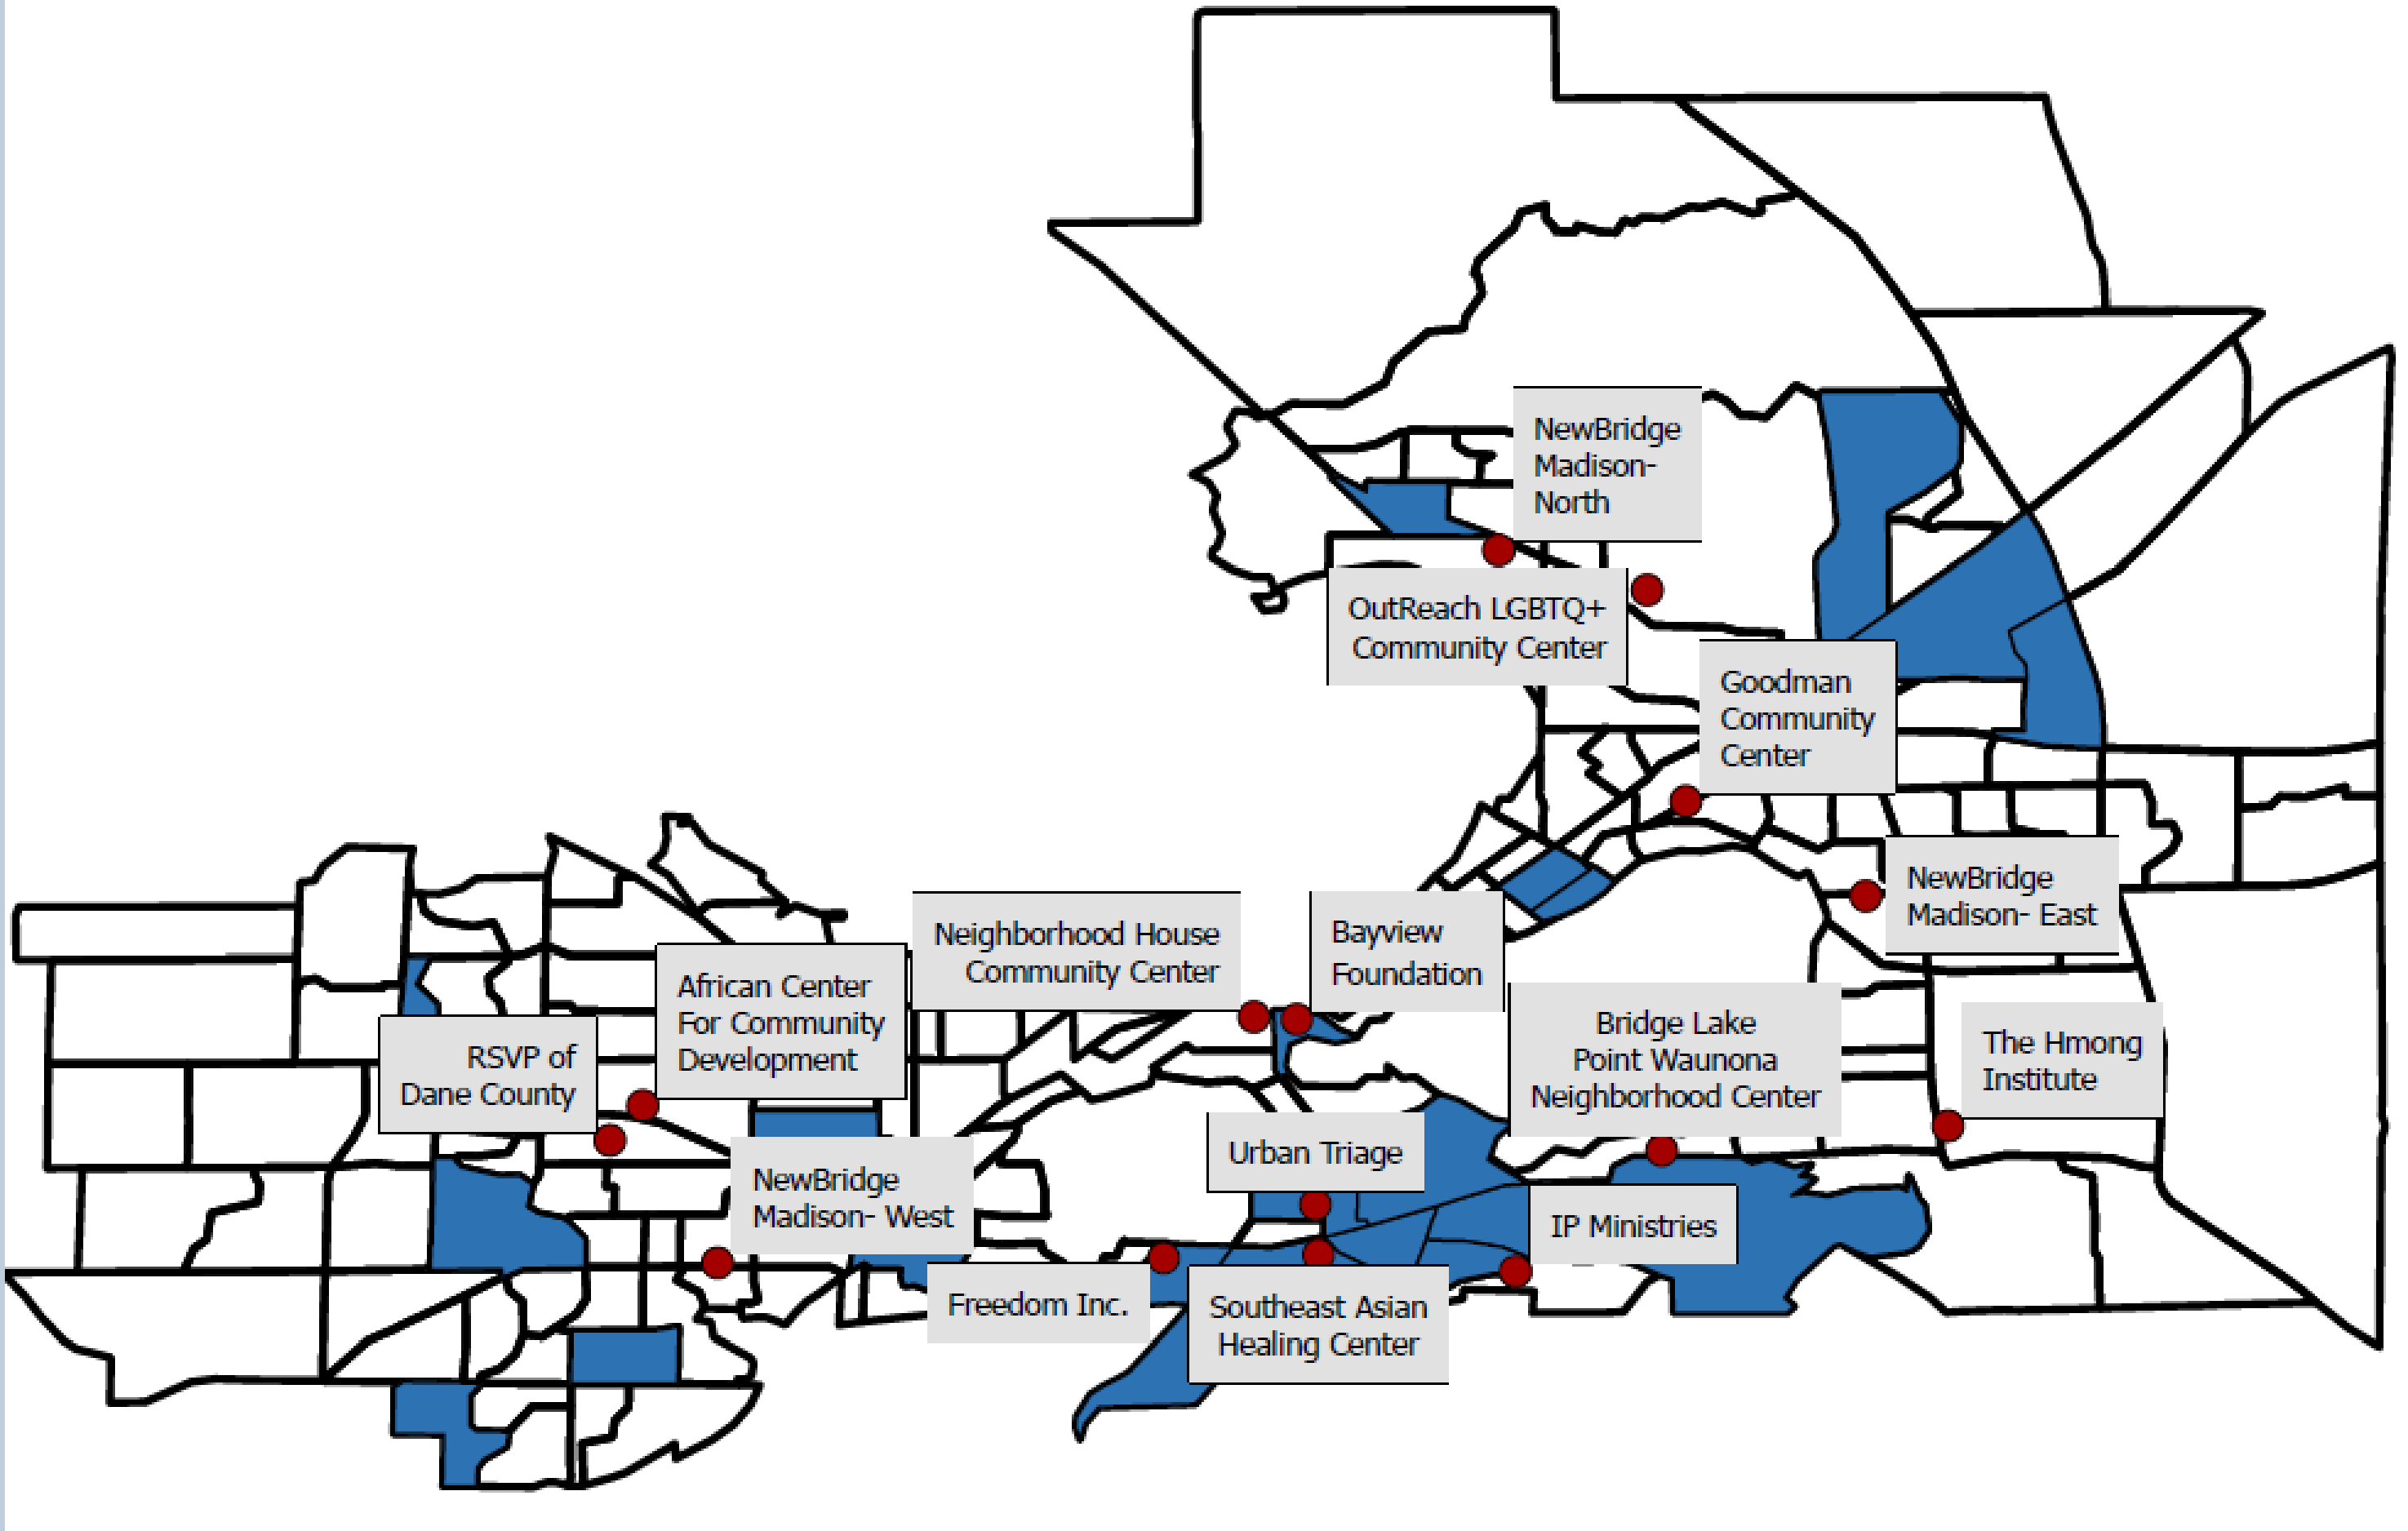 NewBridge
Madison-
North
OutReach LGBTQ+
Community Center
Goodman
Community
Center
NewBridge
Madison- East
Neighborhood House
Community Center
Bayview
Foundation
African Center
For Community
Development
Bridge Lake
Point Waunona
Neighborhood Center
The Hmong
Institute
RSVP of
Dane County
Urban Triage
NewBridge
Madison- West
IP Ministries
Freedom Inc.
Southeast Asian
Healing Center